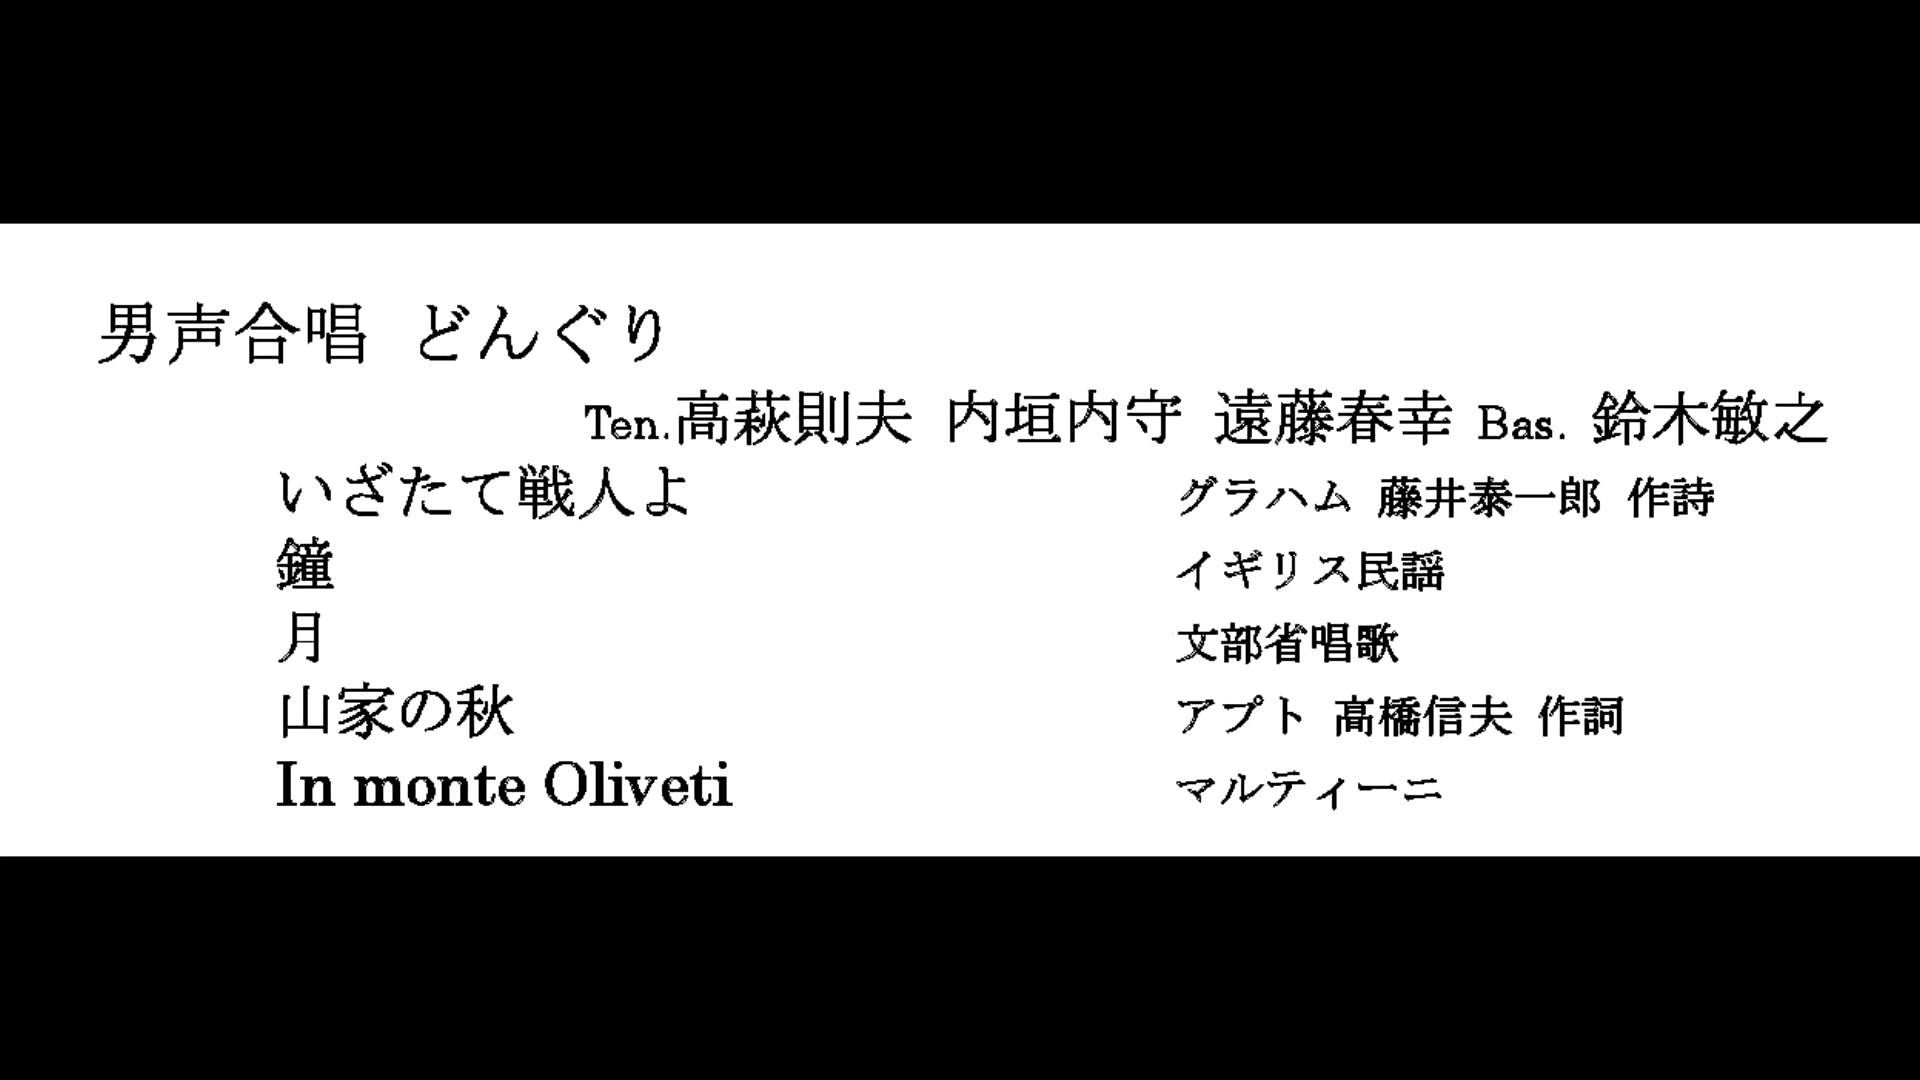 男声合唱 どんぐり
Ten.高萩則夫 内垣内守 遠藤春幸 Bas. 鈴木敏之
いざたて戦人よ グラハム 藤井泰一郎 作詩
鐘 イギリス民謡
月 文部省唱歌
山家の秋 アプト 高橋信夫 作詞
In monte Oliveti マルティーニ